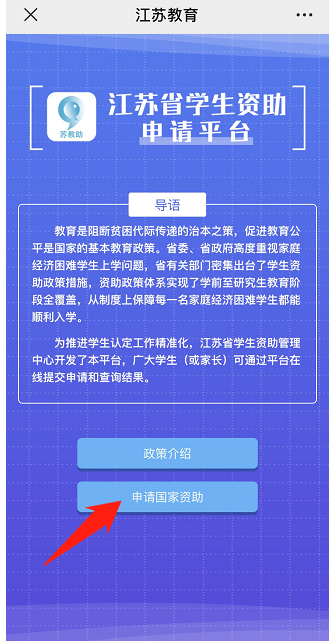 江苏教育
江苏省学生资助
申请平台
苏教助
导语
教育是阻断贫困代际传递的治本之策，促进教育公
平是国家的基本教育政策。省委、省政府高度重视家庭
经济困难学生上学问题，省有关部门密集出台了学生资
助政策措施，资助政策体系实现了学前至研究生教育阶
段全覆盖，从制度上保障每一名家庭经济困难学生都能
顺利入学。
为推进学生认定工作精准化，江苏省学生资助管理
中心开发了本平台，广大学生（或家长）可通过平台在
线提交申请和查询结果。
政策介绍
申请国家资助